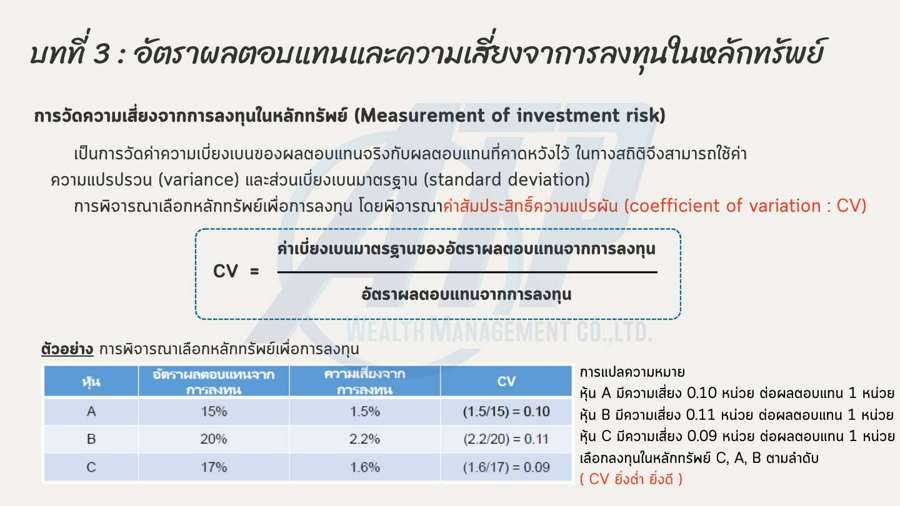 บทที่ 3 : อัตราผลตอบแทนและความเสี่ยงจาการลงทุนในหลักทรัพย์
การวัดความเสี่ยงจากการลงทุนในหลักทรัพย์ (Measurement of investment risk)
เป็นการวัดค่าความเบี่ยงเบนของผลตอบแทนจริงกับผลตอบแทนที่คาดหวังไว้ ในทางสถิติจึงสามารถใช้ค่า
ความแปรปรวน (variance) และส่วนเบี่ยงเบนมาตรฐาน (standard deviation)
การพิจารณาเลือกหลักทรัพย์เพื่อการลงทุน โดยพิจารณาค่าสัมประสิทธิ์ความแปรผัน (coefficient of variation : CV)
ค่าเบี่ยงเบนมาตรฐานของอัตราผลตอบแทนจากการลงทุน
CV =
อัตราผลตอบแทนจากการลงทุน
ATP
WEALTH MANAGEMENT CO.,LTD.
ตัวอย่าง การพิจารณาเลือกหลักทรัพย์เพื่อการลงทุน
หุ้น อัตราผลตอบแทนจากการลงทุน ความเสี่ยงจากการลงทุน CV
A 15% 1.5% (1.5/15) = 0.10
B 20% 2.2% (2.2/20) = 0.11
C 17% 1.6% (1.6/17) = 0.09
การแปลความหมาย
หุ้น A มีความเสี่ยง 0.10 หน่วย ต่อผลตอบแทน 1 หน่วย
หุ้น B มีความเสี่ยง 0.11 หน่วย ต่อผลตอบแทน 1 หน่วย
หุ้น C มีความเสี่ยง 0.09 หน่วย ต่อผลตอบแทน 1 หน่วย
เลือกลงทุนในหลักทรัพย์ C, A, B ตามลำดับ
( CV ยิ่งต่ำ ยิ่งดี )